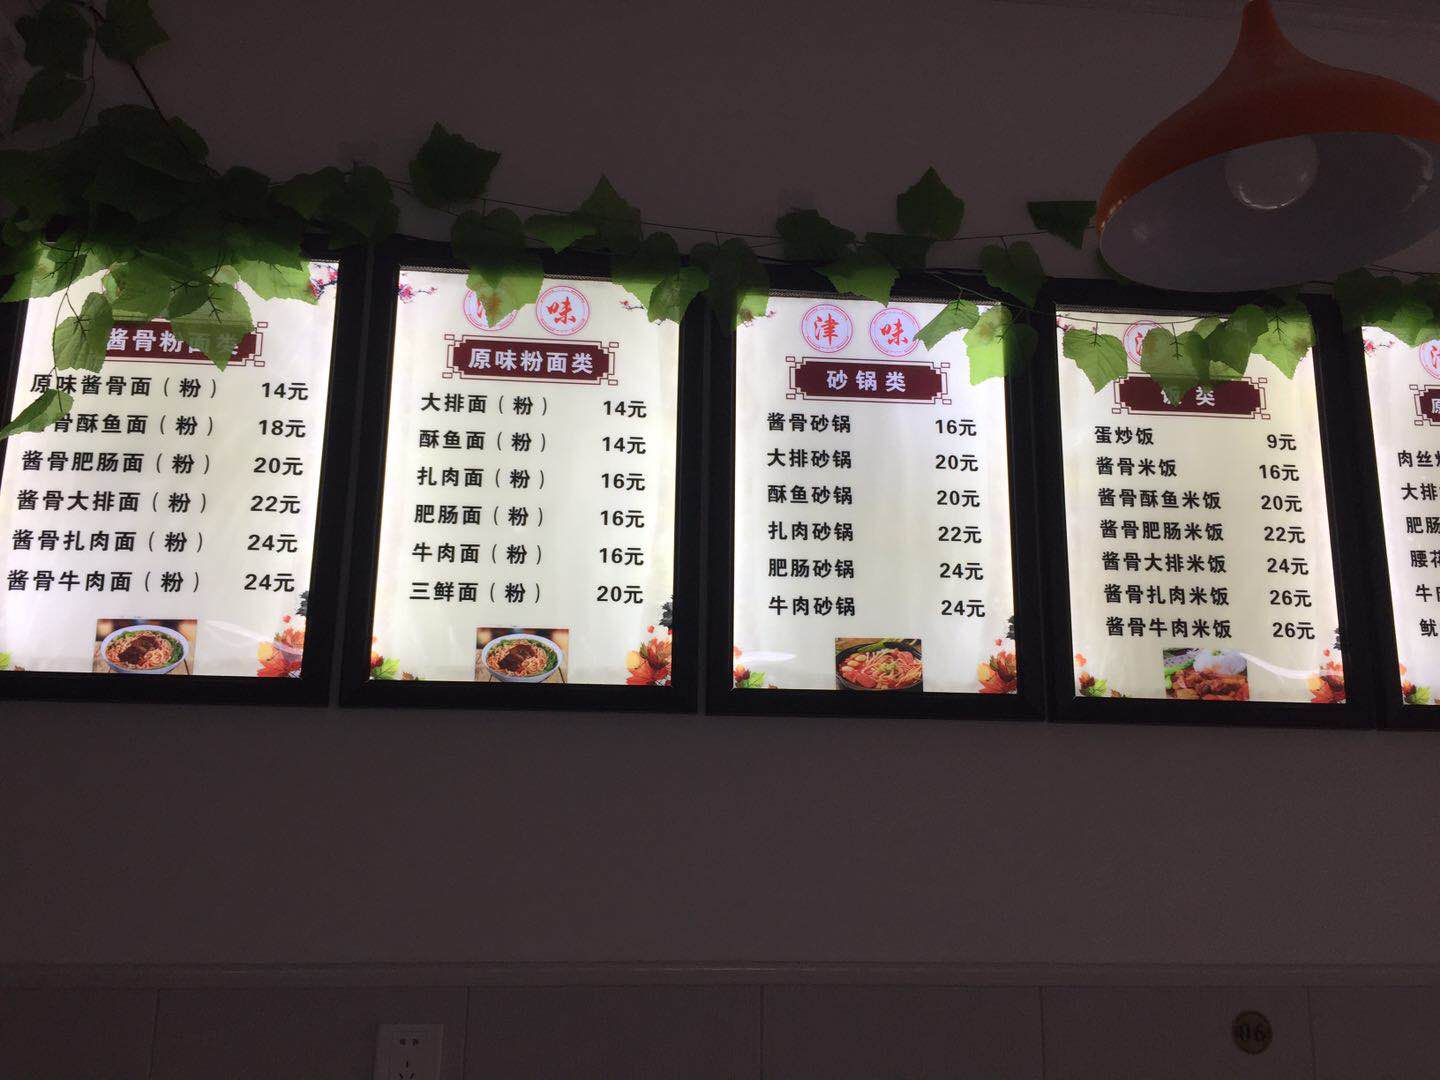 酱骨粉面类
原味酱骨面（粉） 14元
骨酥鱼面（粉） 18元
酱骨肥肠面（粉） 20元
酱骨大排面（粉） 22元
酱骨扎肉面（粉） 24元
酱骨牛肉面（粉） 24元
津味
原味粉面类
大排面（粉） 14元
酥鱼面（粉） 14元
扎肉面（粉） 16元
肥肠面（粉） 16元
牛肉面（粉） 16元
三鲜面（粉） 20元
津味
砂锅类
酱骨砂锅 16元
大排砂锅 20元
酥鱼砂锅 20元
扎肉砂锅 22元
肥肠砂锅 24元
牛肉砂锅 24元
类
蛋炒饭 9元
酱骨米饭 16元
酱骨酥鱼米饭 20元
酱骨肥肠米饭 22元
酱骨大排米饭 24元
酱骨扎肉米饭 26元
酱骨牛肉米饭 26元
原
肉丝
大排
肥肠
腰花
牛肉
鱿
06